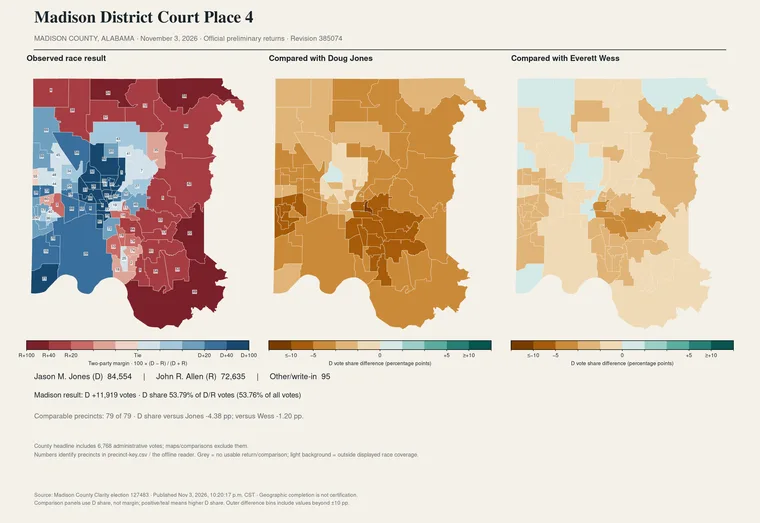 Madison District Court Place 4
MADISON COUNTY, ALABAMA · November 3, 2026 · Official preliminary returns · Revision 385074
Observed race result
Compared with Doug Jones
Compared with Everett Wess
R+100 R+40 R+20 Tie D+20 D+40 D+100
Two-party margin · 100 × (D − R) / (D + R)
≤-10 −5 0 +5 ≥+10
D vote share difference (percentage points)
≤-10 −5 0 +5 ≥+10
D vote share difference (percentage points)
Jason M. Jones (D) 84,554 | John R. Allen (R) 72,635 | Other/write-in 95
Madison result: D +11,919 votes · D share 53.79% of D/R votes (53.76% of all votes)
Comparable precincts: 79 of 79 · D share versus Jones -4.38 pp; versus Wess -1.20 pp.
County headline includes 6,768 administrative votes; maps/comparisons exclude them.
Numbers identify precincts in precinct-key.csv / the offline reader. Grey = no usable return/comparison; light background = outside displayed race coverage.
Source: Madison County Clarity election 127483 · Published Nov 3, 2026, 10:20:17 p.m. CST · Geographic completion is not certification.
Comparison panels use D share, not margin; positive/teal means higher D share. Outer difference bins include values beyond ±10 pp.